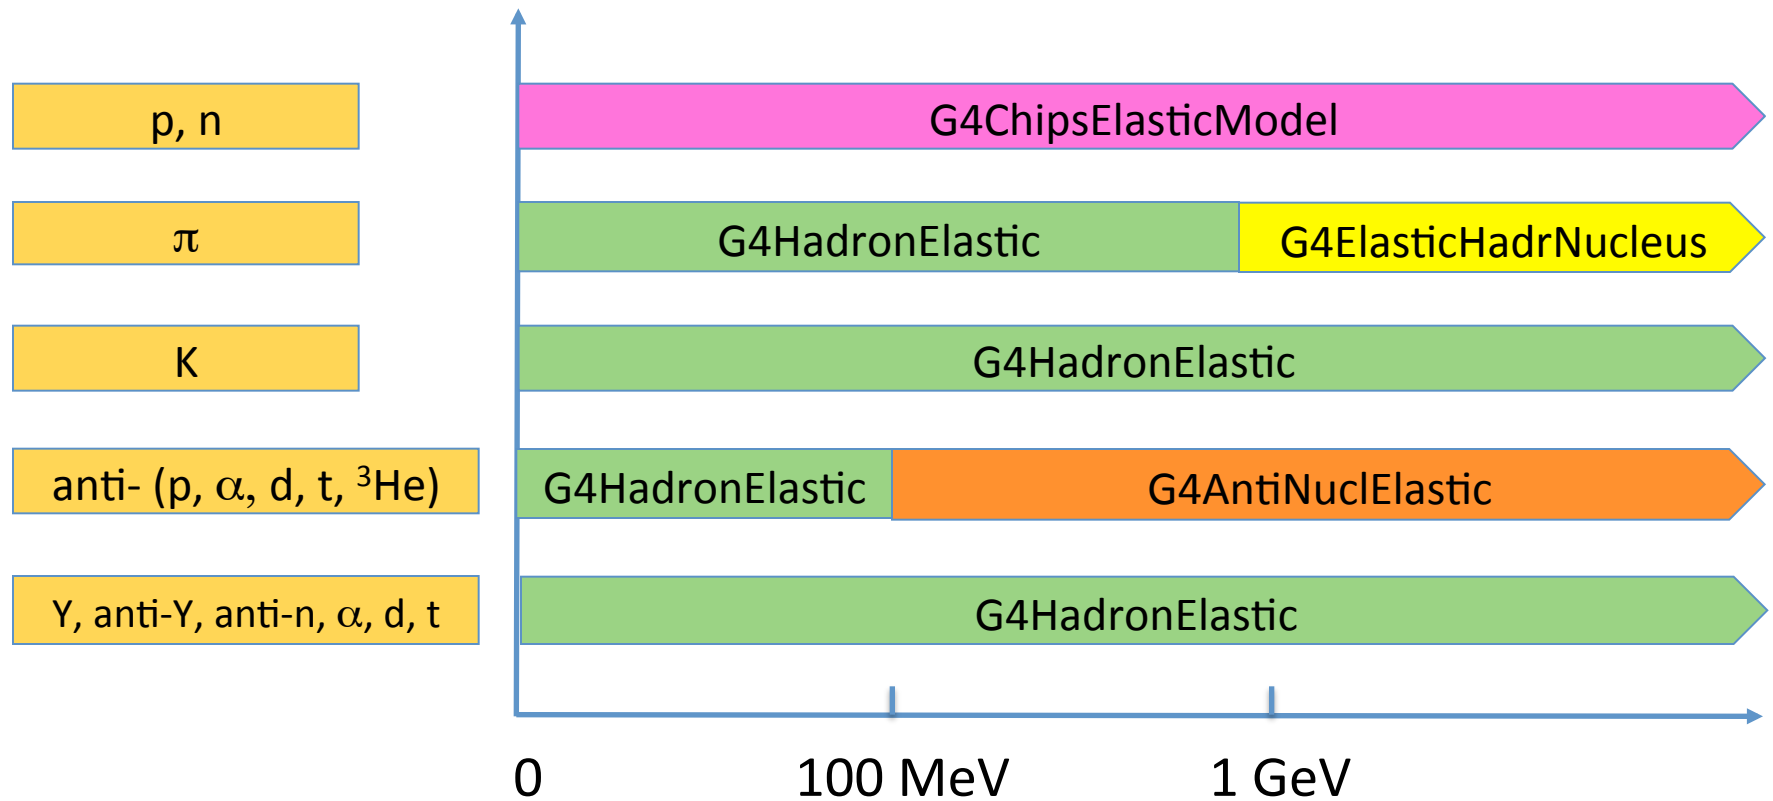 p, n
G4ChipsElasticModel
π
G4HadronElastic
G4ElasticHadrNucleus
K
G4HadronElastic
anti- (p, α, d, t, ³He)
G4HadronElastic
G4AntiNuclElastic
Y, anti-Y, anti-n, α, d, t
G4HadronElastic
0
100 MeV
1 GeV